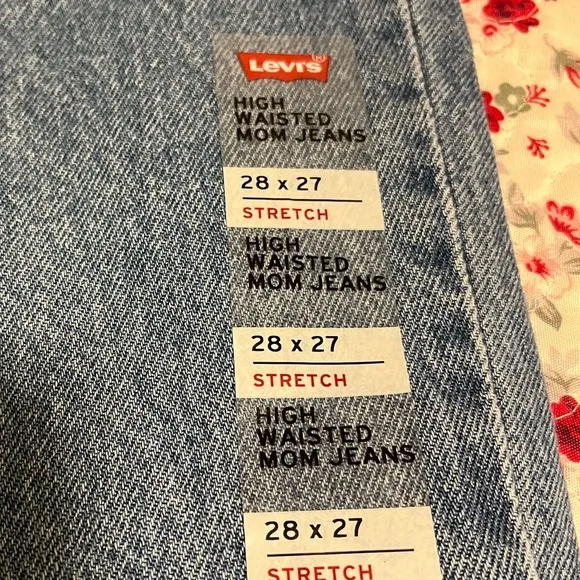 Levi's ®
HIGH
WAISTED
MOM JEANS
28 x 27
STRETCH
HIGH
WAISTED
MOM JEANS
28 x 27
STRETCH
HIGH
WAISTED
MOM JEANS
28 x 27
STRETCH